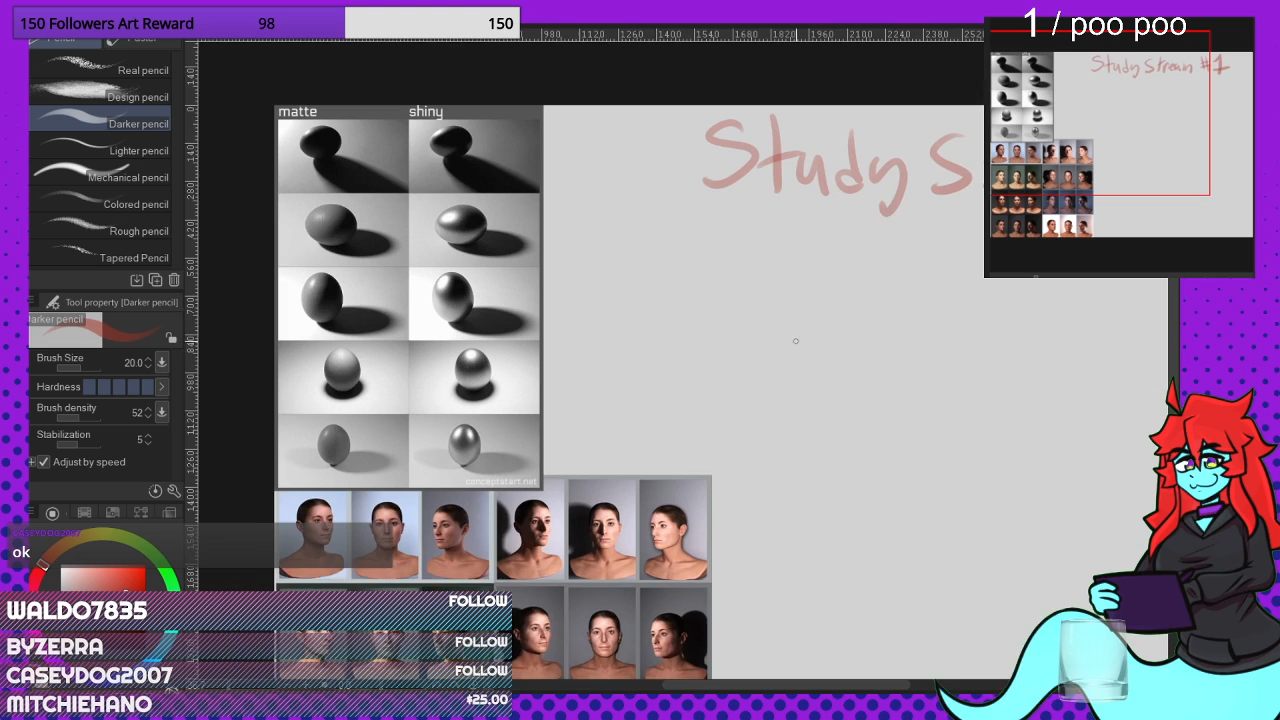 150 Followers Art Reward 98 150
1 / poo poo
Study Stream #1
Real pencil
Design pencil
Darker pencil
Lighter pencil
Mechanical pencil
Colored pencil
Rough pencil
Tapered Pencil
Tool property [Darker pencil]
Brush Size 20.0
Hardness
Brush density 52
Stabilization 5
Adjust by speed
980 1120 1260 1400 1540 1680 1820 1960 2100 2240 2380 252
matte shiny
Study S
conceptstart.net
CASEYDOG2007
ok
WALDO7835 FOLLOW
BYZERRA FOLLOW
CASEYDOG2007 FOLLOW
MITCHIEHANO $25.00